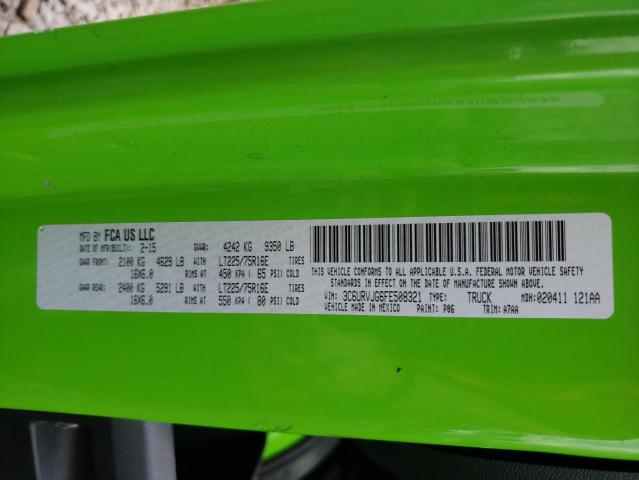 MFD BY FCA US LLC
DATE OF MFR(BUILT): 2-15 GVWR: 4242 KG 9350 LB
GAWR FRONT: 2100 KG 4629 LB WITH LT225/75R16E TIRES
16X6.0 RIMS AT 450 KPA ( 65 PSI) COLD
GAWR REAR: 2400 KG 5291 LB WITH LT225/75R16E TIRES
16X6.0 RIMS AT 550 KPA ( 80 PSI) COLD
THIS VEHICLE CONFORMS TO ALL APPLICABLE U.S.A. FEDERAL MOTOR VEHICLE SAFETY
STANDARDS IN EFFECT ON THE DATE OF MANUFACTURE SHOWN ABOVE.
VIN: 3C6URVJG6FE508321 TYPE: TRUCK MDH:020411 121AA
VEHICLE MADE IN MEXICO PAINT: P06 TRIM: A7AA